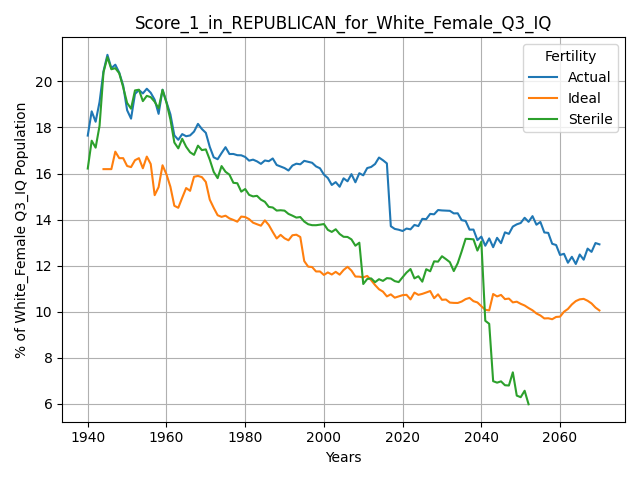 Score_1_in_REPUBLICAN_for_White_Female_Q3_IQ
% of White_Female Q3_IQ Population
20
18
16
14
12
10
8
6
Fertility
Actual
Ideal
Sterile
1940 1960 1980 2000 2020 2040 2060
Years